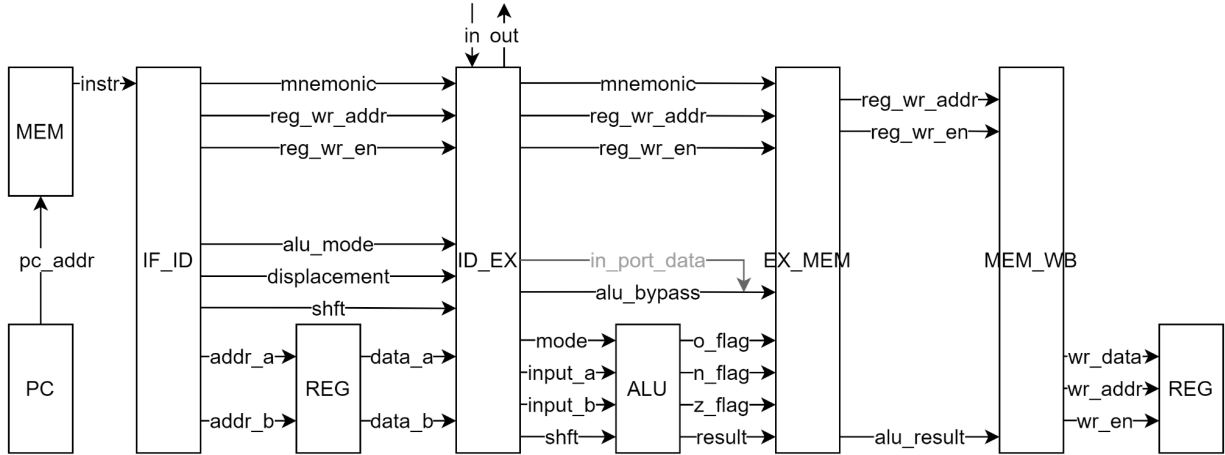 in out
instr mnemonic mnemonic
reg_wr_addr
reg_wr_addr reg_wr_addr
MEM reg_wr_en
reg_wr_en reg_wr_en
alu_mode
pc_addr IF_ID ID_EX in_port_data EX_MEM MEM_WB
displacement
alu_bypass
shft
mode o_flag
addr_a data_a wr_data
input_a n_flag
PC REG ALU wr_addr REG
input_b z_flag
addr_b data_b wr_en
shft result alu_result